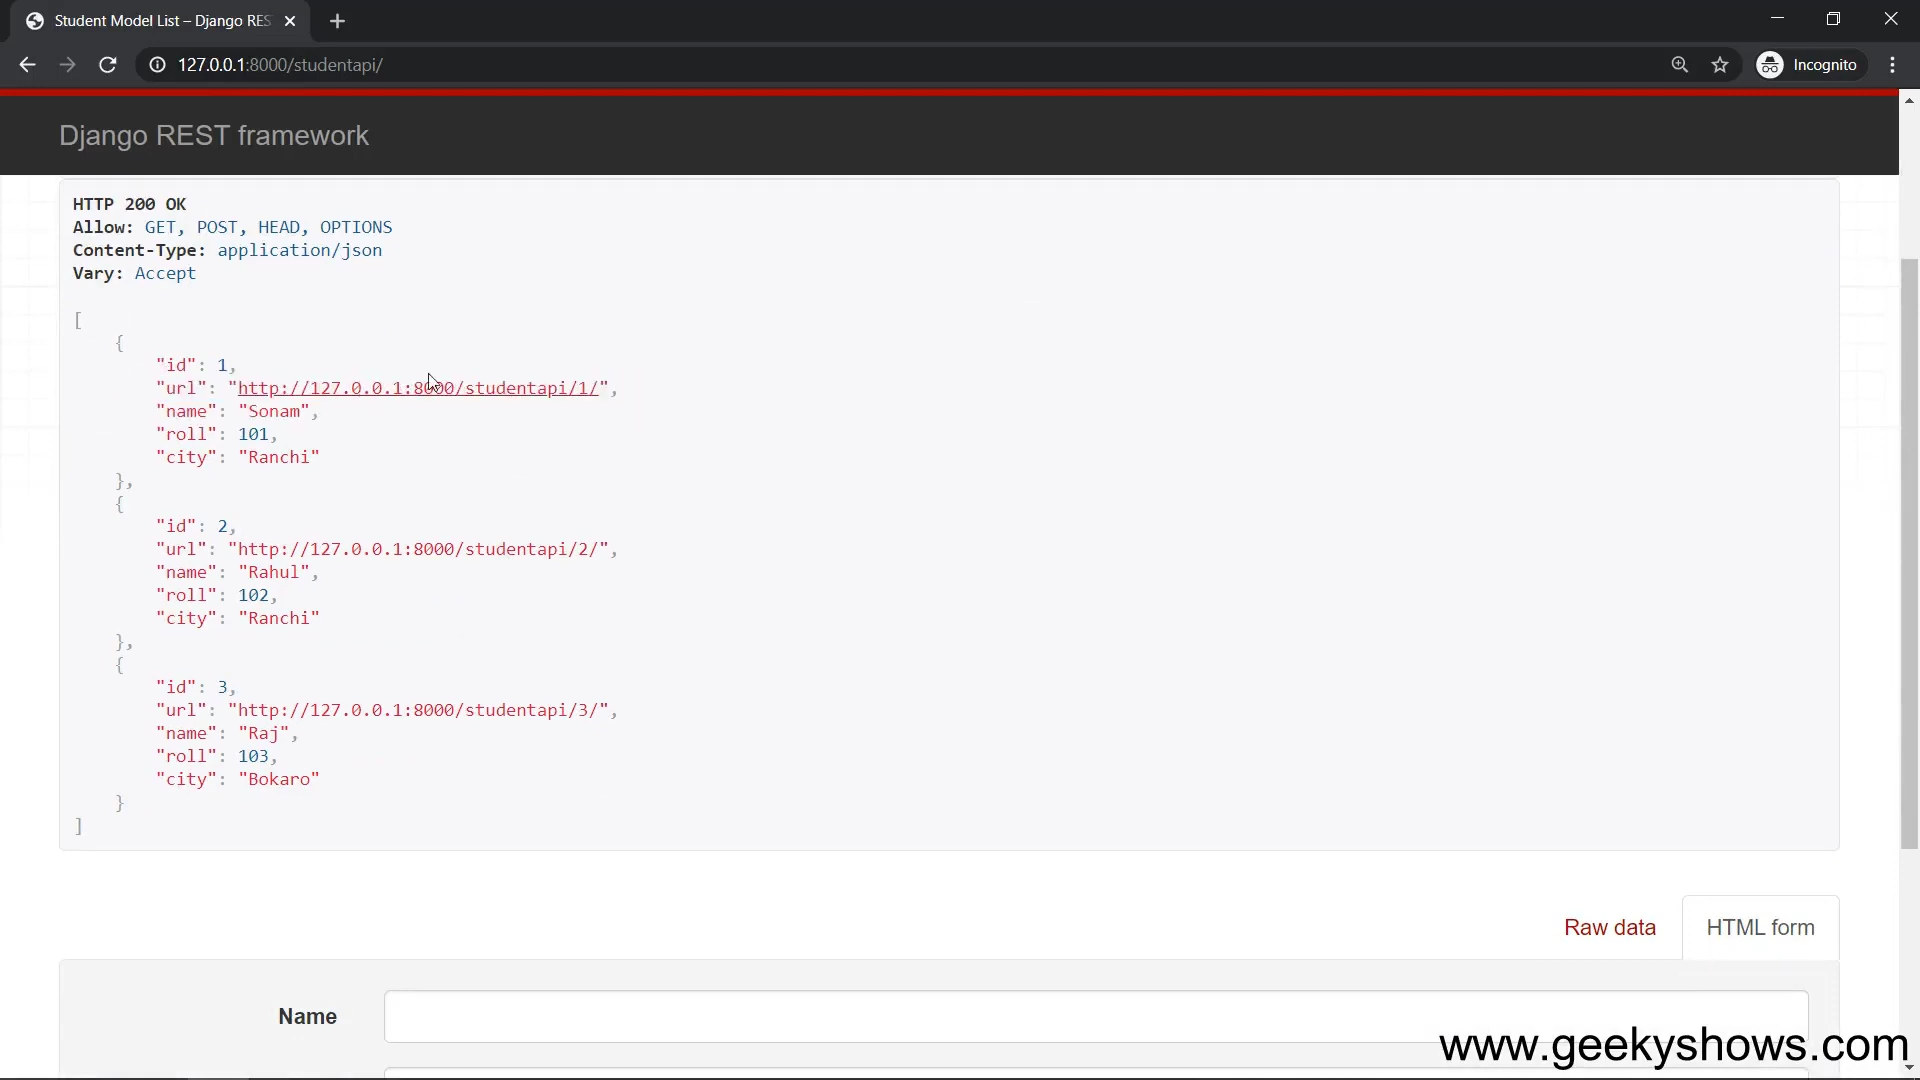 Student Model List – Django RES
127.0.0.1:8000/studentapi/
Incognito
Django REST framework
HTTP 200 OK
Allow: GET, POST, HEAD, OPTIONS
Content-Type: application/json
Vary: Accept
[
{
"id": 1,
"url": "http://127.0.0.1:8000/studentapi/1/",
"name": "Sonam",
"roll": 101,
"city": "Ranchi"
},
{
"id": 2,
"url": "http://127.0.0.1:8000/studentapi/2/",
"name": "Rahul",
"roll": 102,
"city": "Ranchi"
},
{
"id": 3,
"url": "http://127.0.0.1:8000/studentapi/3/",
"name": "Raj",
"roll": 103,
"city": "Bokaro"
}
]
Raw data
HTML form
Name
www.geekyshows.com